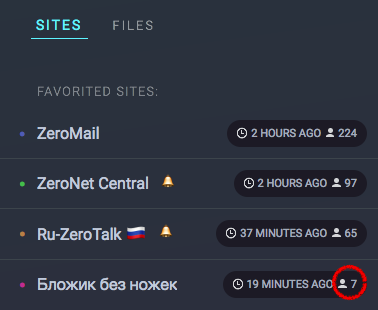 SITES FILES
FAVORITED SITES:
ZeroMail 2 HOURS AGO 224
ZeroNet Central 2 HOURS AGO 97
Ru-ZeroTalk 37 MINUTES AGO 65
Бложик без ножек 19 MINUTES AGO 7